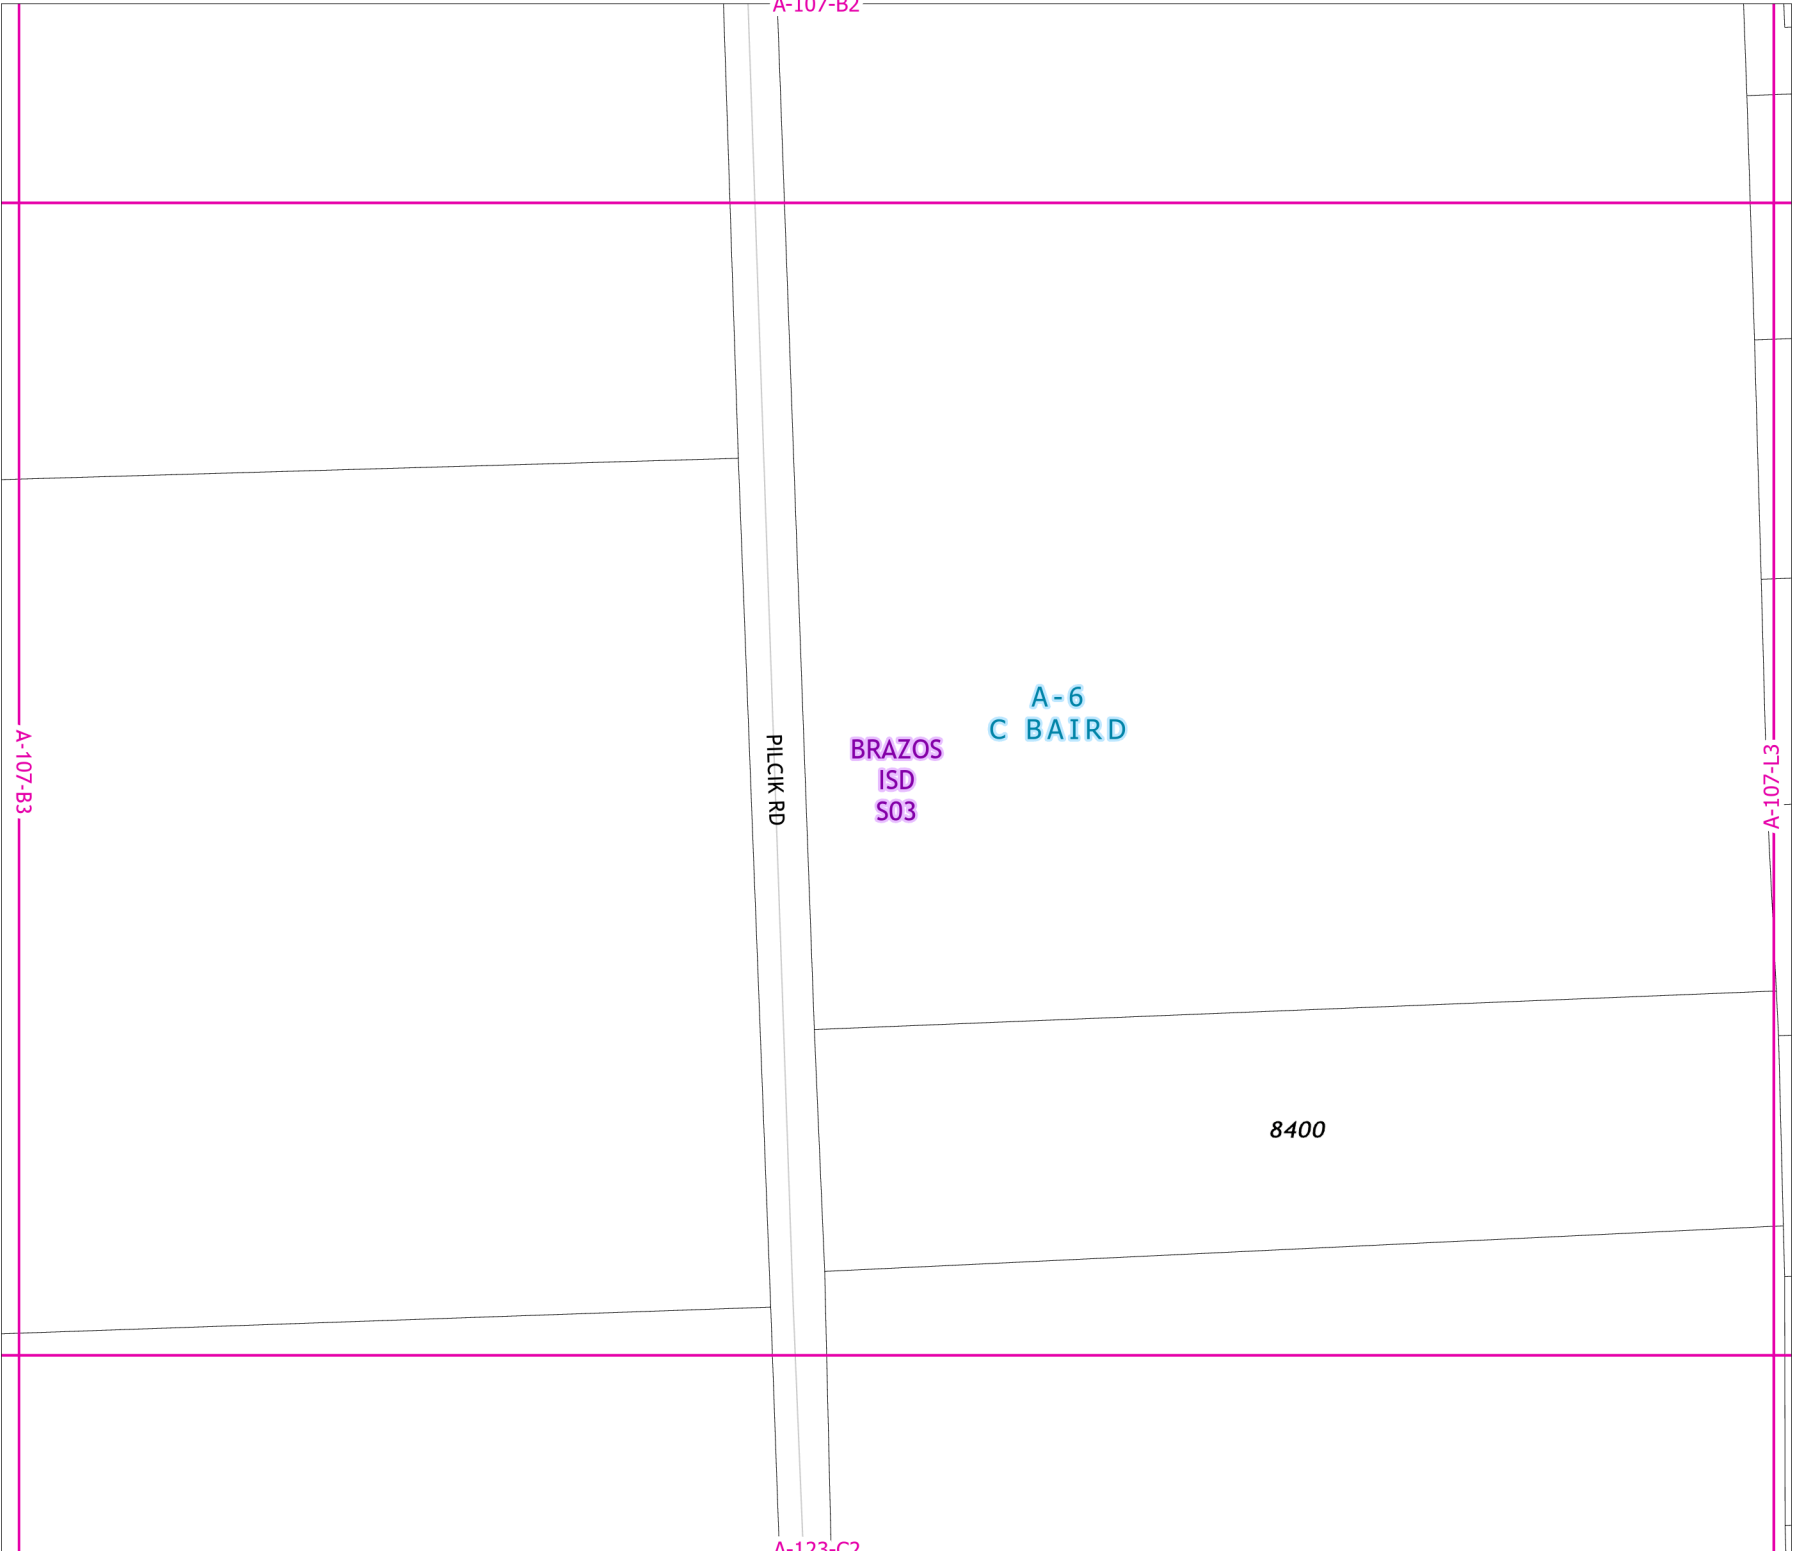 A-107-B2
A-6
C BAIRD
BRAZOS
ISD
S03
PILCIK RD
A-107-B3
A-107-L3
8400
A-123-C2